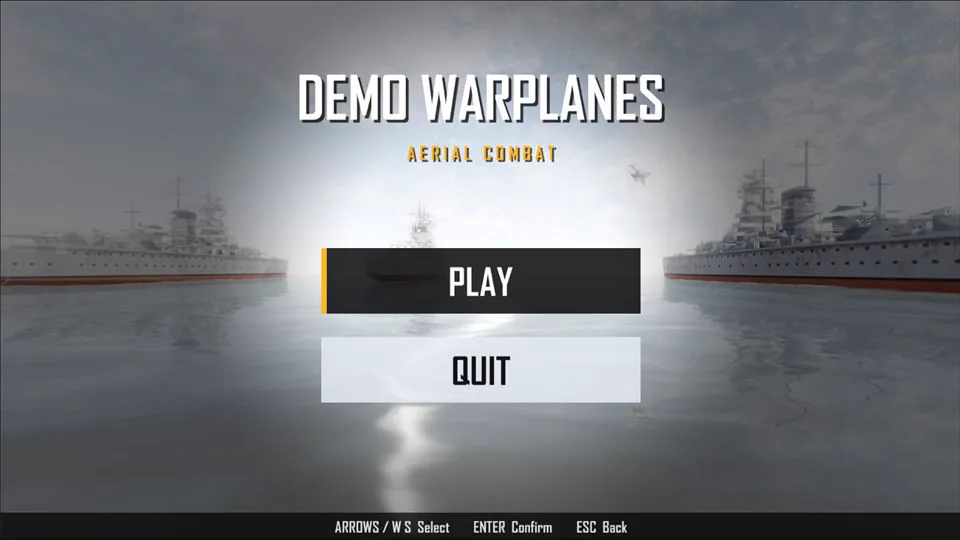 DEMO WARPLANES
AERIAL COMBAT
PLAY
QUIT
ARROWS / W S Select ENTER Confirm ESC Back